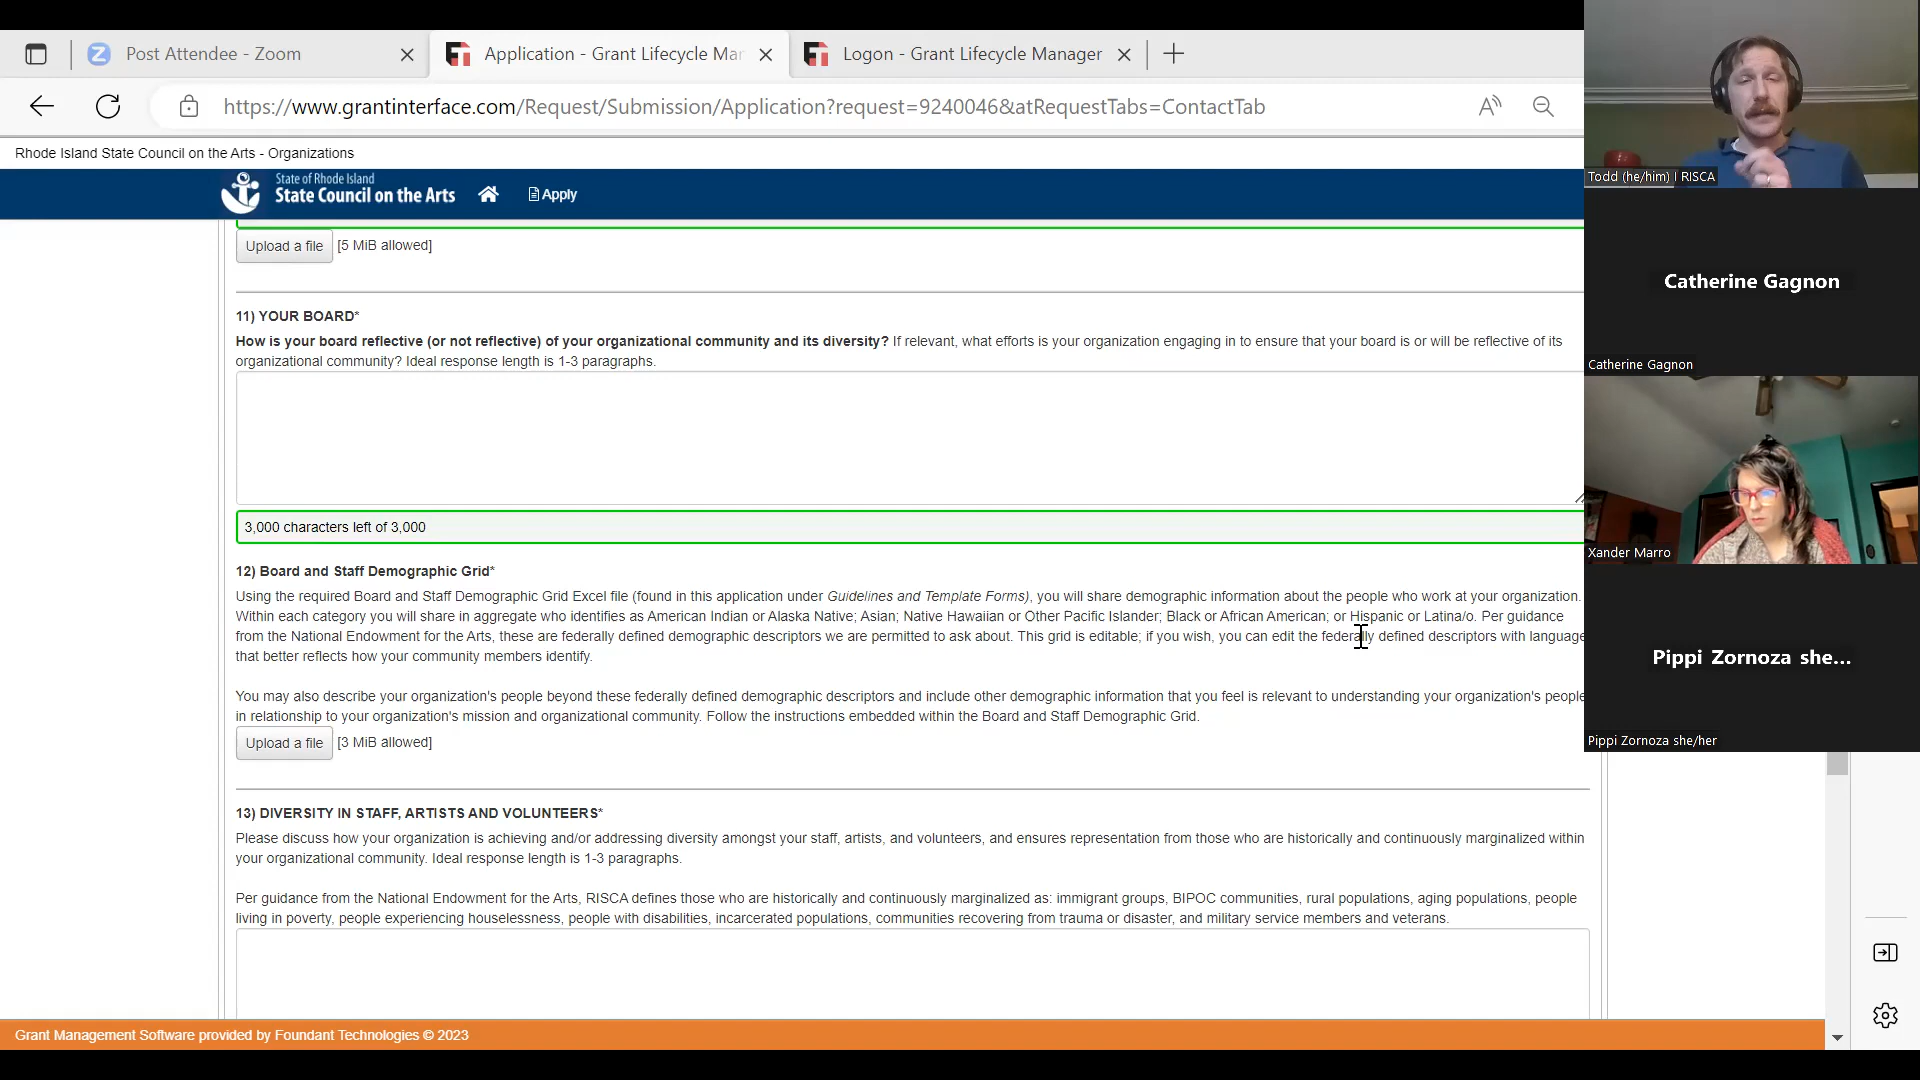 Post Attendee - Zoom
Application - Grant Lifecycle Mar
Logon - Grant Lifecycle Manager
https://www.grantinterface.com/Request/Submission/Application?request=9240046&atRequestTabs=ContactTab
Rhode Island State Council on the Arts - Organizations
State of Rhode Island
State Council on the Arts
Apply
Upload a file [5 MiB allowed]
11) YOUR BOARD*
How is your board reflective (or not reflective) of your organizational community and its diversity? If relevant, what efforts is your organization engaging in to ensure that your board is or will be reflective of its
organizational community? Ideal response length is 1-3 paragraphs.
3,000 characters left of 3,000
12) Board and Staff Demographic Grid*
Using the required Board and Staff Demographic Grid Excel file (found in this application under Guidelines and Template Forms), you will share demographic information about the people who work at your organization.
Within each category you will share in aggregate who identifies as American Indian or Alaska Native; Asian; Native Hawaiian or Other Pacific Islander; Black or African American; or Hispanic or Latina/o. Per guidance
from the National Endowment for the Arts, these are federally defined demographic descriptors we are permitted to ask about. This grid is editable; if you wish, you can edit the federally defined descriptors with language
that better reflects how your community members identify.
You may also describe your organization's people beyond these federally defined demographic descriptors and include other demographic information that you feel is relevant to understanding your organization's people
in relationship to your organization's mission and organizational community. Follow the instructions embedded within the Board and Staff Demographic Grid.
Upload a file [3 MiB allowed]
13) DIVERSITY IN STAFF, ARTISTS AND VOLUNTEERS*
Please discuss how your organization is achieving and/or addressing diversity amongst your staff, artists, and volunteers, and ensures representation from those who are historically and continuously marginalized within
your organizational community. Ideal response length is 1-3 paragraphs.
Per guidance from the National Endowment for the Arts, RISCA defines those who are historically and continuously marginalized as: immigrant groups, BIPOC communities, rural populations, aging populations, people
living in poverty, people experiencing houselessness, people with disabilities, incarcerated populations, communities recovering from trauma or disaster, and military service members and veterans.
Grant Management Software provided by Foundant Technologies © 2023
Todd (he/him) | RISCA
Catherine Gagnon
Catherine Gagnon
Xander Marro
Pippi Zornoza she...
Pippi Zornoza she/her